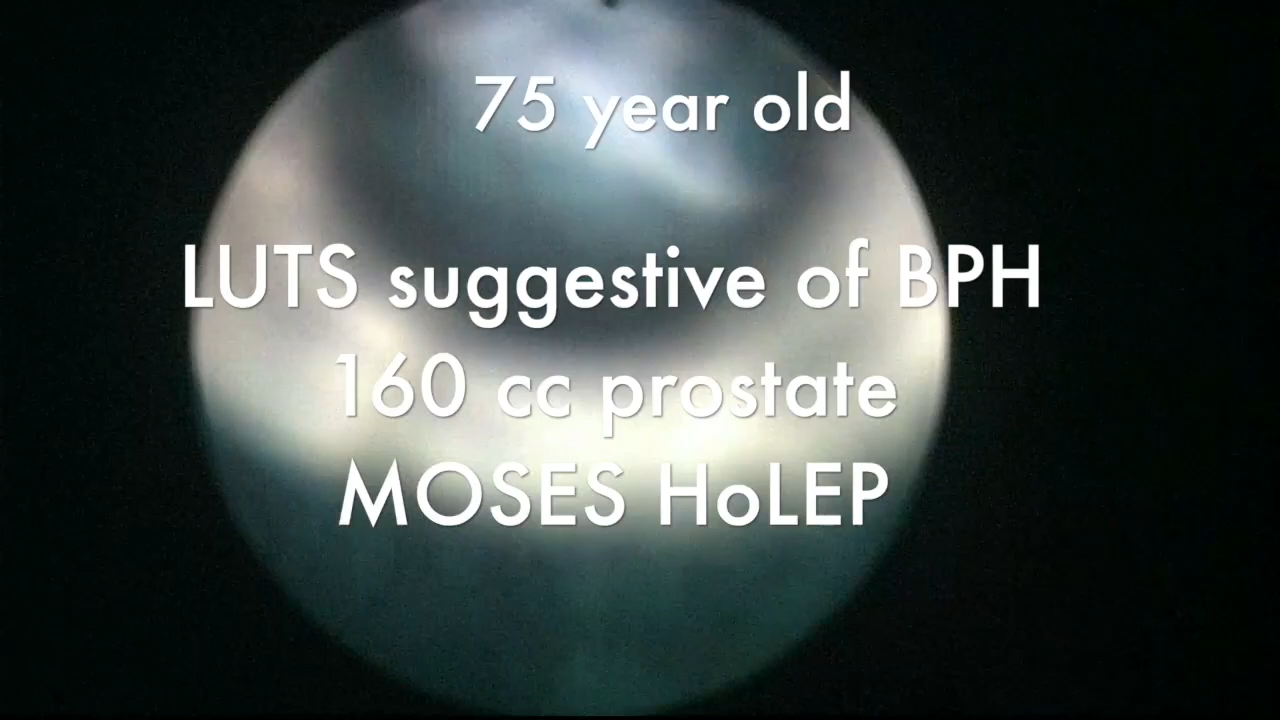 75 year old
LUTS suggestive of BPH
160 cc prostate
MOSES HoLEP